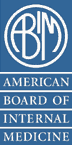 ABIM
AMERICAN
BOARD OF
INTERNAL
MEDICINE